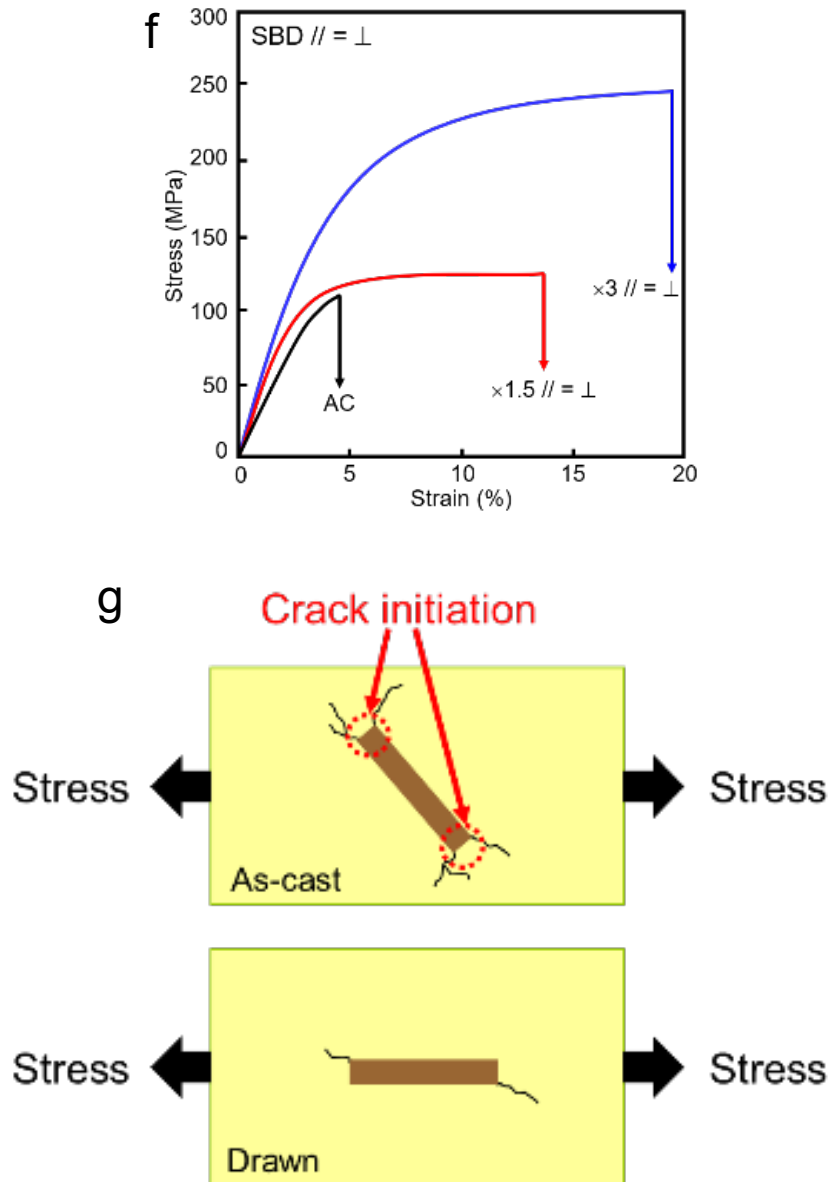 f
SBD // = ⊥
300
250
200
150
100
50
0
Stress (MPa)
×3 // = ⊥
×1.5 // = ⊥
AC
0 5 10 15 20
Strain (%)
g
Crack initiation
Stress Stress
As-cast
Stress Stress
Drawn